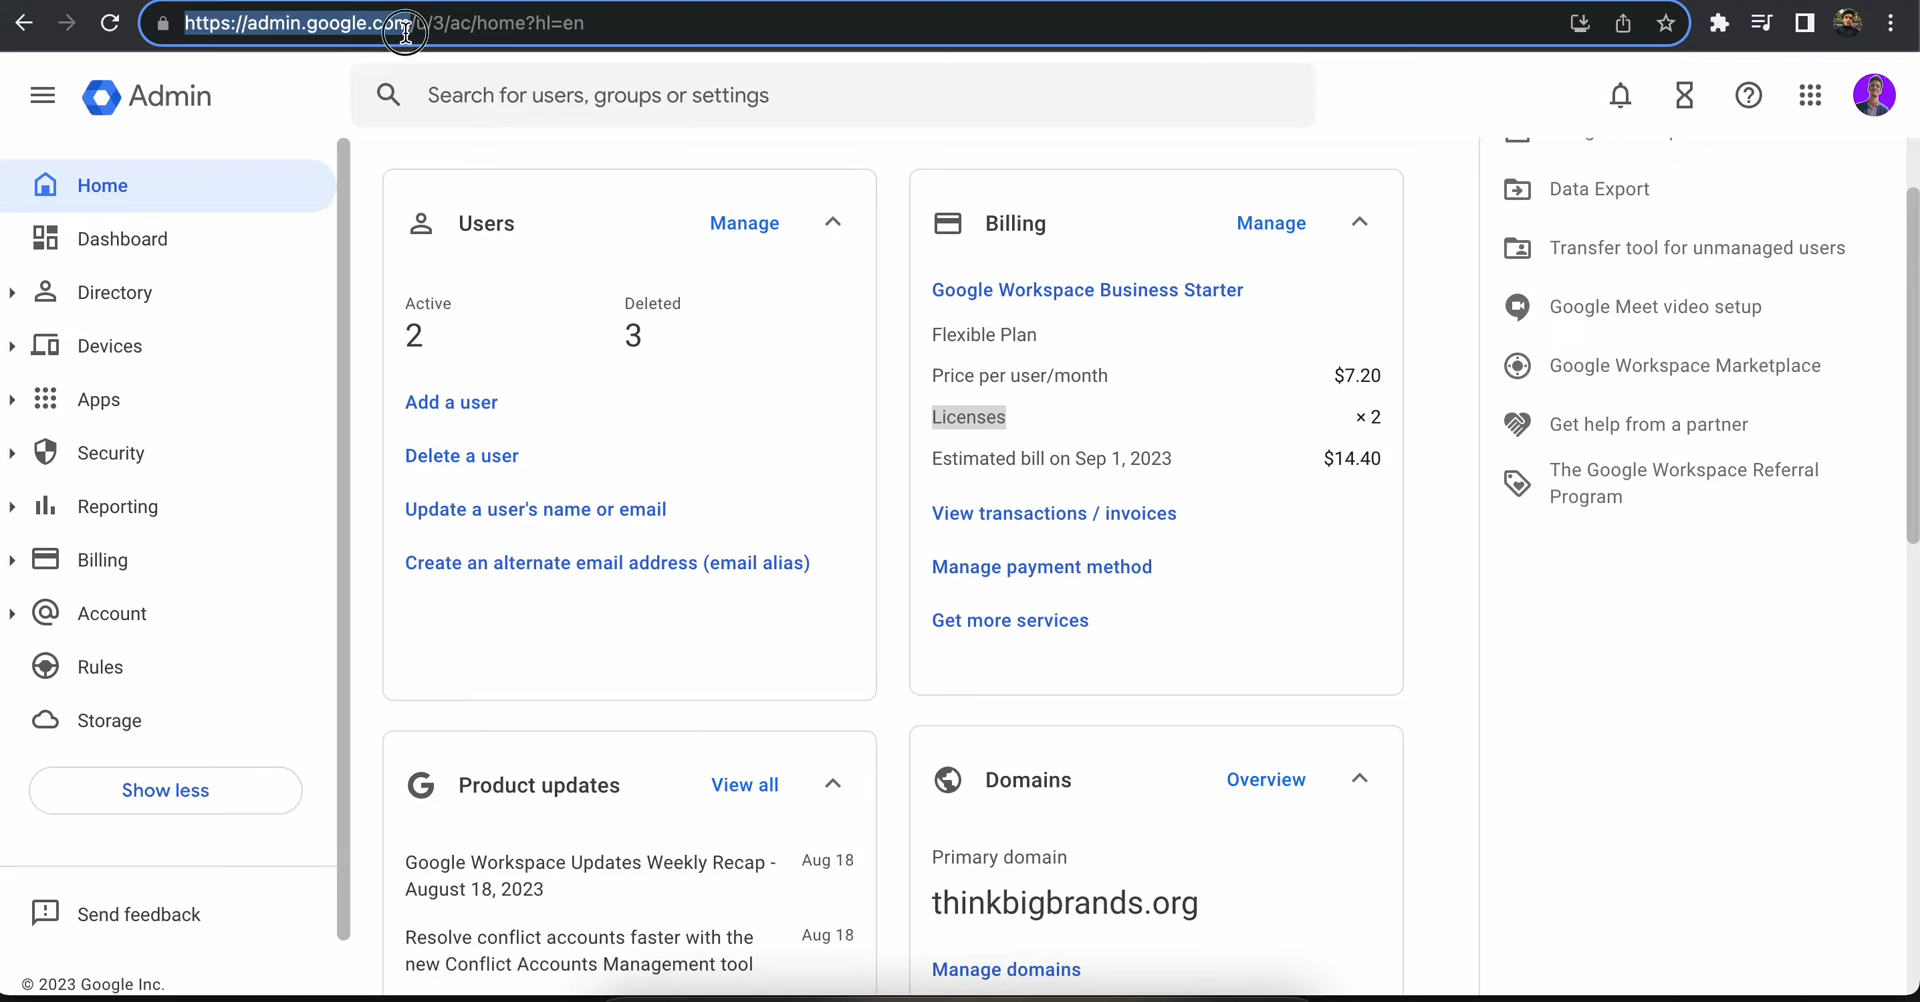 https://admin.google.com/u/3/ac/home?hl=en
Admin
Search for users, groups or settings
Home
Dashboard
Directory
Devices
Apps
Security
Reporting
Billing
Account
Rules
Storage
Show less
Send feedback
© 2023 Google Inc.
Users
Manage
Active
2
Deleted
3
Add a user
Delete a user
Update a user's name or email
Create an alternate email address (email alias)
Billing
Manage
Google Workspace Business Starter
Flexible Plan
Price per user/month
$7.20
Licenses
× 2
Estimated bill on Sep 1, 2023
$14.40
View transactions / invoices
Manage payment method
Get more services
Product updates
View all
Google Workspace Updates Weekly Recap -
August 18, 2023
Aug 18
Resolve conflict accounts faster with the
new Conflict Accounts Management tool
Aug 18
Domains
Overview
Primary domain
thinkbigbrands.org
Manage domains
Data Export
Transfer tool for unmanaged users
Google Meet video setup
Google Workspace Marketplace
Get help from a partner
The Google Workspace Referral
Program